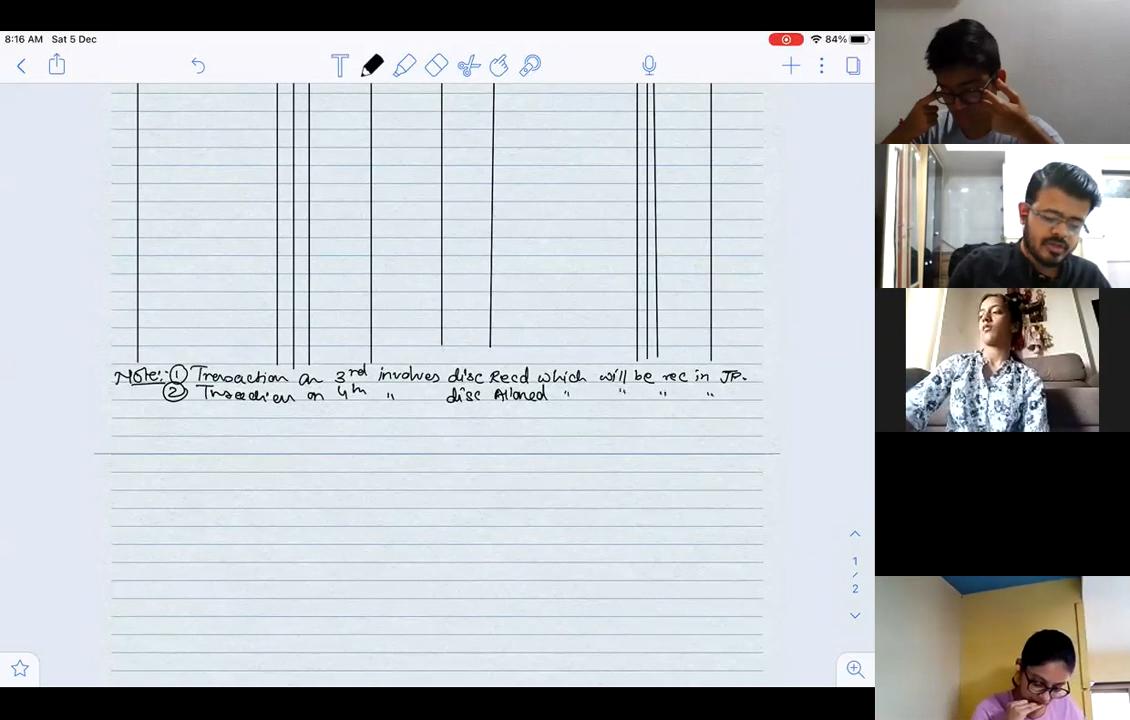 8:16 AM Sat 5 Dec
84%
T
Note:- ① Transaction on 3rd involves disc Recd which will be rec in JP.
② Transaction on 4th " disc Allowed " " " "
1
/
2